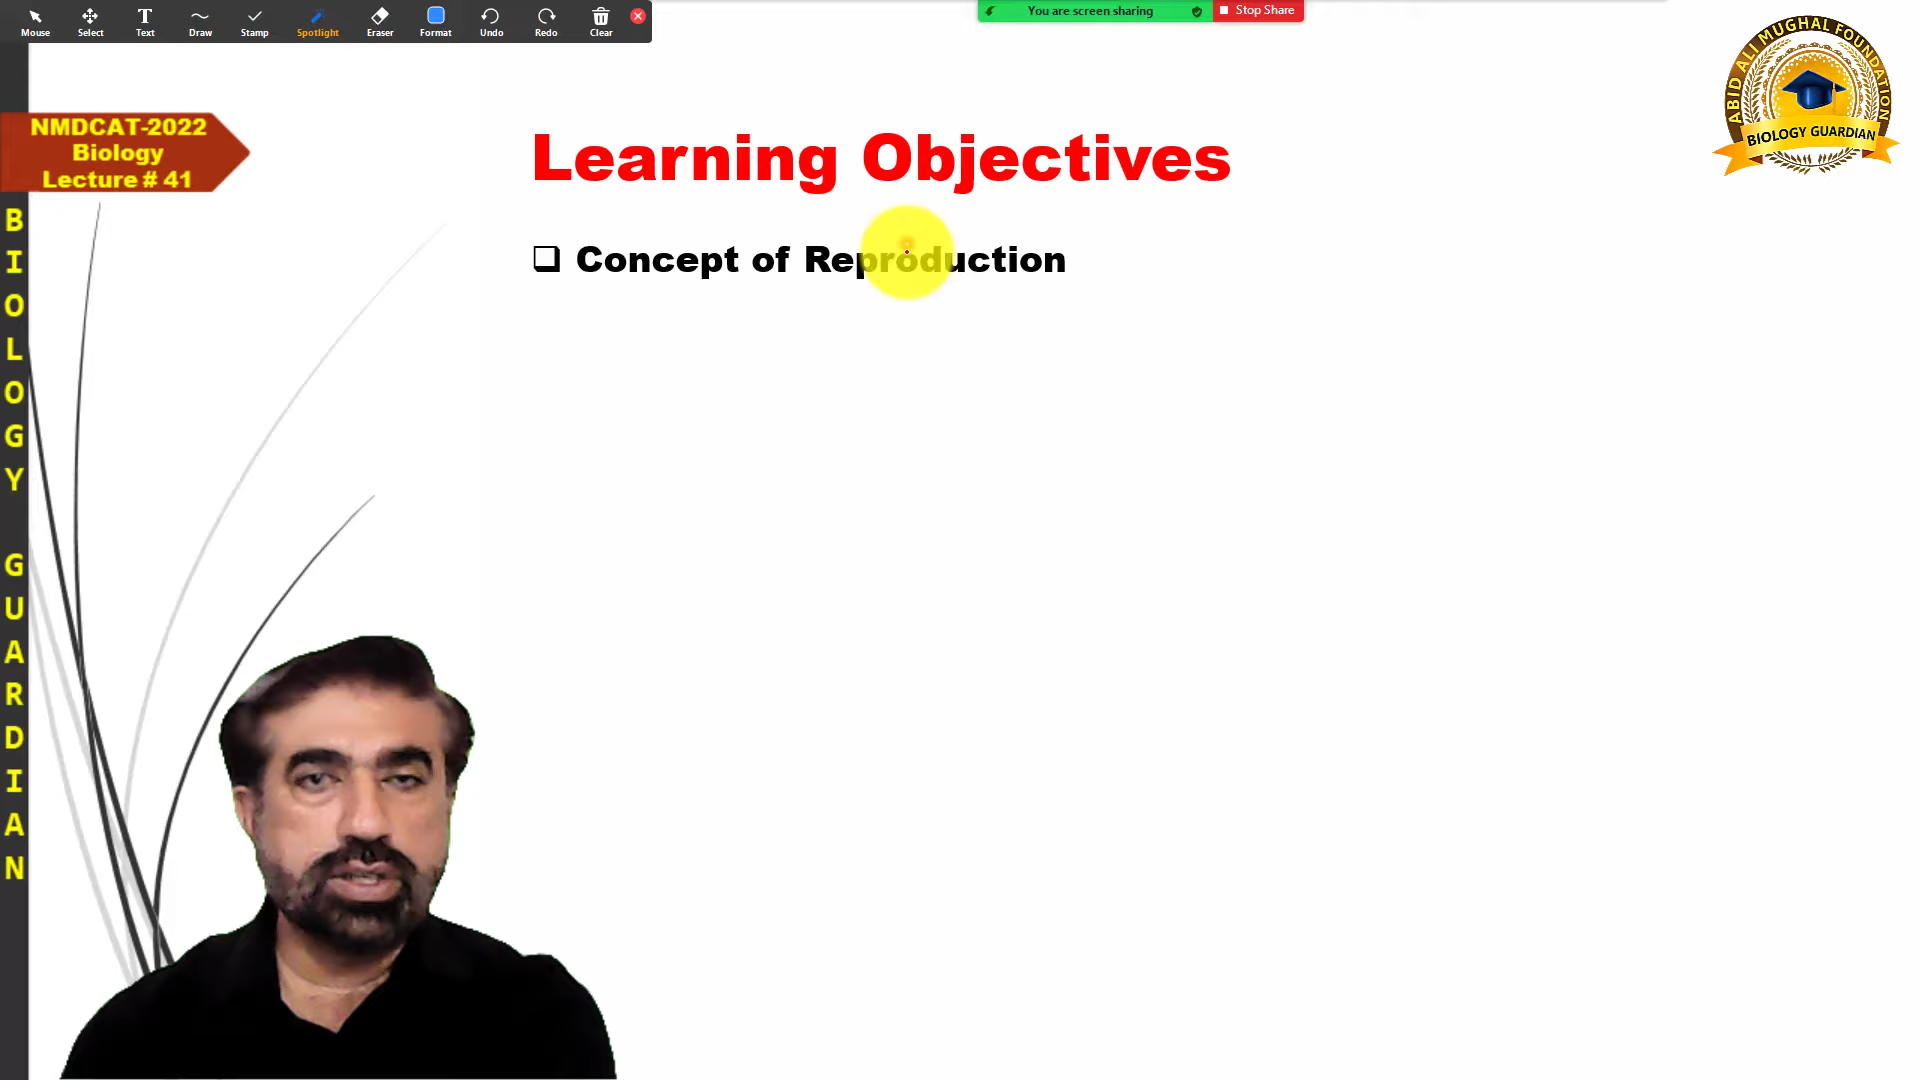 Mouse
Select
Text
Draw
Stamp
Spotlight
Eraser
Format
Undo
Redo
Clear
You are screen sharing
Stop Share
ABID ALI MUGHAL FOUNDATION
BIOLOGY GUARDIAN
NMDCAT-2022
Biology
Lecture # 41
Learning Objectives
Concept of Reproduction
BIOLOGY GUARDIAN